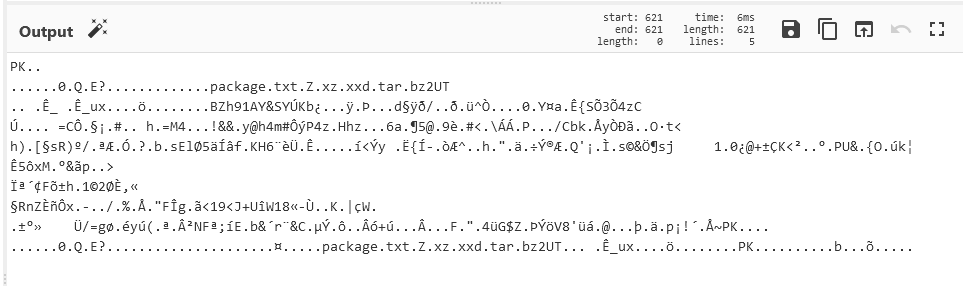 Output
start: 621
end: 621
length: 0
time: 6ms
length: 621
lines: 5
PK..
......0.Q.E?.............package.txt.Z.xz.xxd.tar.bz2UT
.. .Ê_ .Ê_ux....ö........BZh91AY&SYÚKb¿...ÿ.Þ...d§ÿð/..ð.ü^Ò....0.Y¤a.Ê{SÕ3Õ4zC
Ú.... =CÔ.§¡.#.. h.=M4...!&&.y@h4m#ÔýP4z.Hhz...6a.¶5@.9è.#<.\ÁÁ.P.../Cbk.ÅyÒÐã..O·t<
h).[§sR)º/.ªÆ.Ó.?.b.sElØ5äÍâf.KH6¨èÜ.Ê.....í<Ýy .Ë{Í-.òÆ^..h.".ä.÷Ý®Æ.Q'¡.Ì.s©&Ö¶sj 1.0¿@+±ÇK<²..º.PU&.{O.úk¦
Ê5ôxM.º&ãp..>
Ïª´¢Fõ±h.1©2ØÈ,«
§RnZÈñÔx.-../.%.Å."FÎg.ã<19<J+UîW18«-Ù..K.|çW.
.±º» Ü/=gø.éyú(.ª.Â²NFª;íE.b&´r¨&C.µÝ.ô..Âó+ú...Â...F.".4üG$Z.ÞÝöV8'üá.@...þ.ä.p¡!´.Å~PK....
......0.Q.E?.....................¤.....package.txt.Z.xz.xxd.tar.bz2UT... .Ê_ux....ö........PK..........b...õ.....